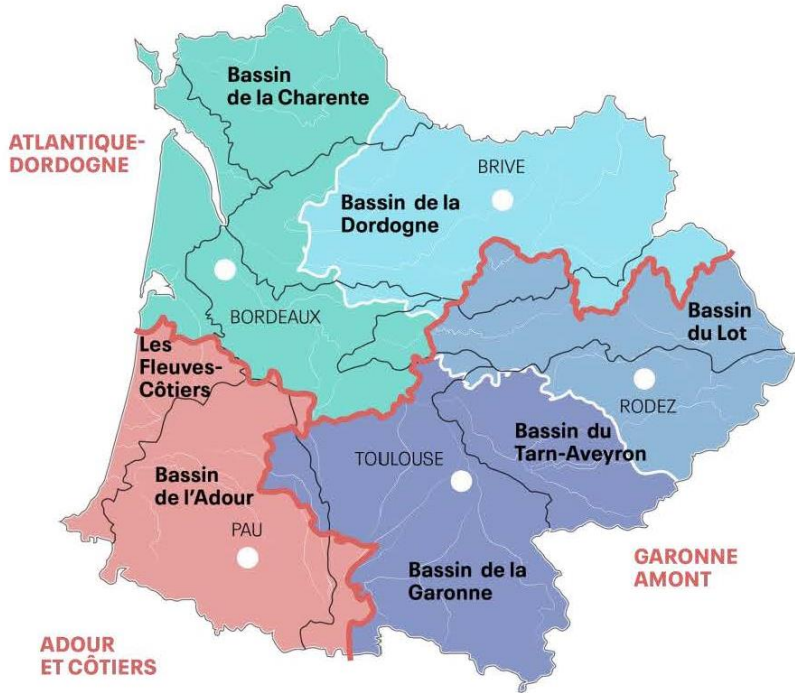 Bassin
de la Charente
ATLANTIQUE-
DORDOGNE
BRIVE
Bassin de la
Dordogne
BORDEAUX
Bassin
du Lot
Les
Fleuves-
Côtiers
RODEZ
Bassin du
Tarn-Aveyron
TOULOUSE
Bassin
de l'Adour
PAU
GARONNE
AMONT
Bassin de la
Garonne
ADOUR
ET CÔTIERS